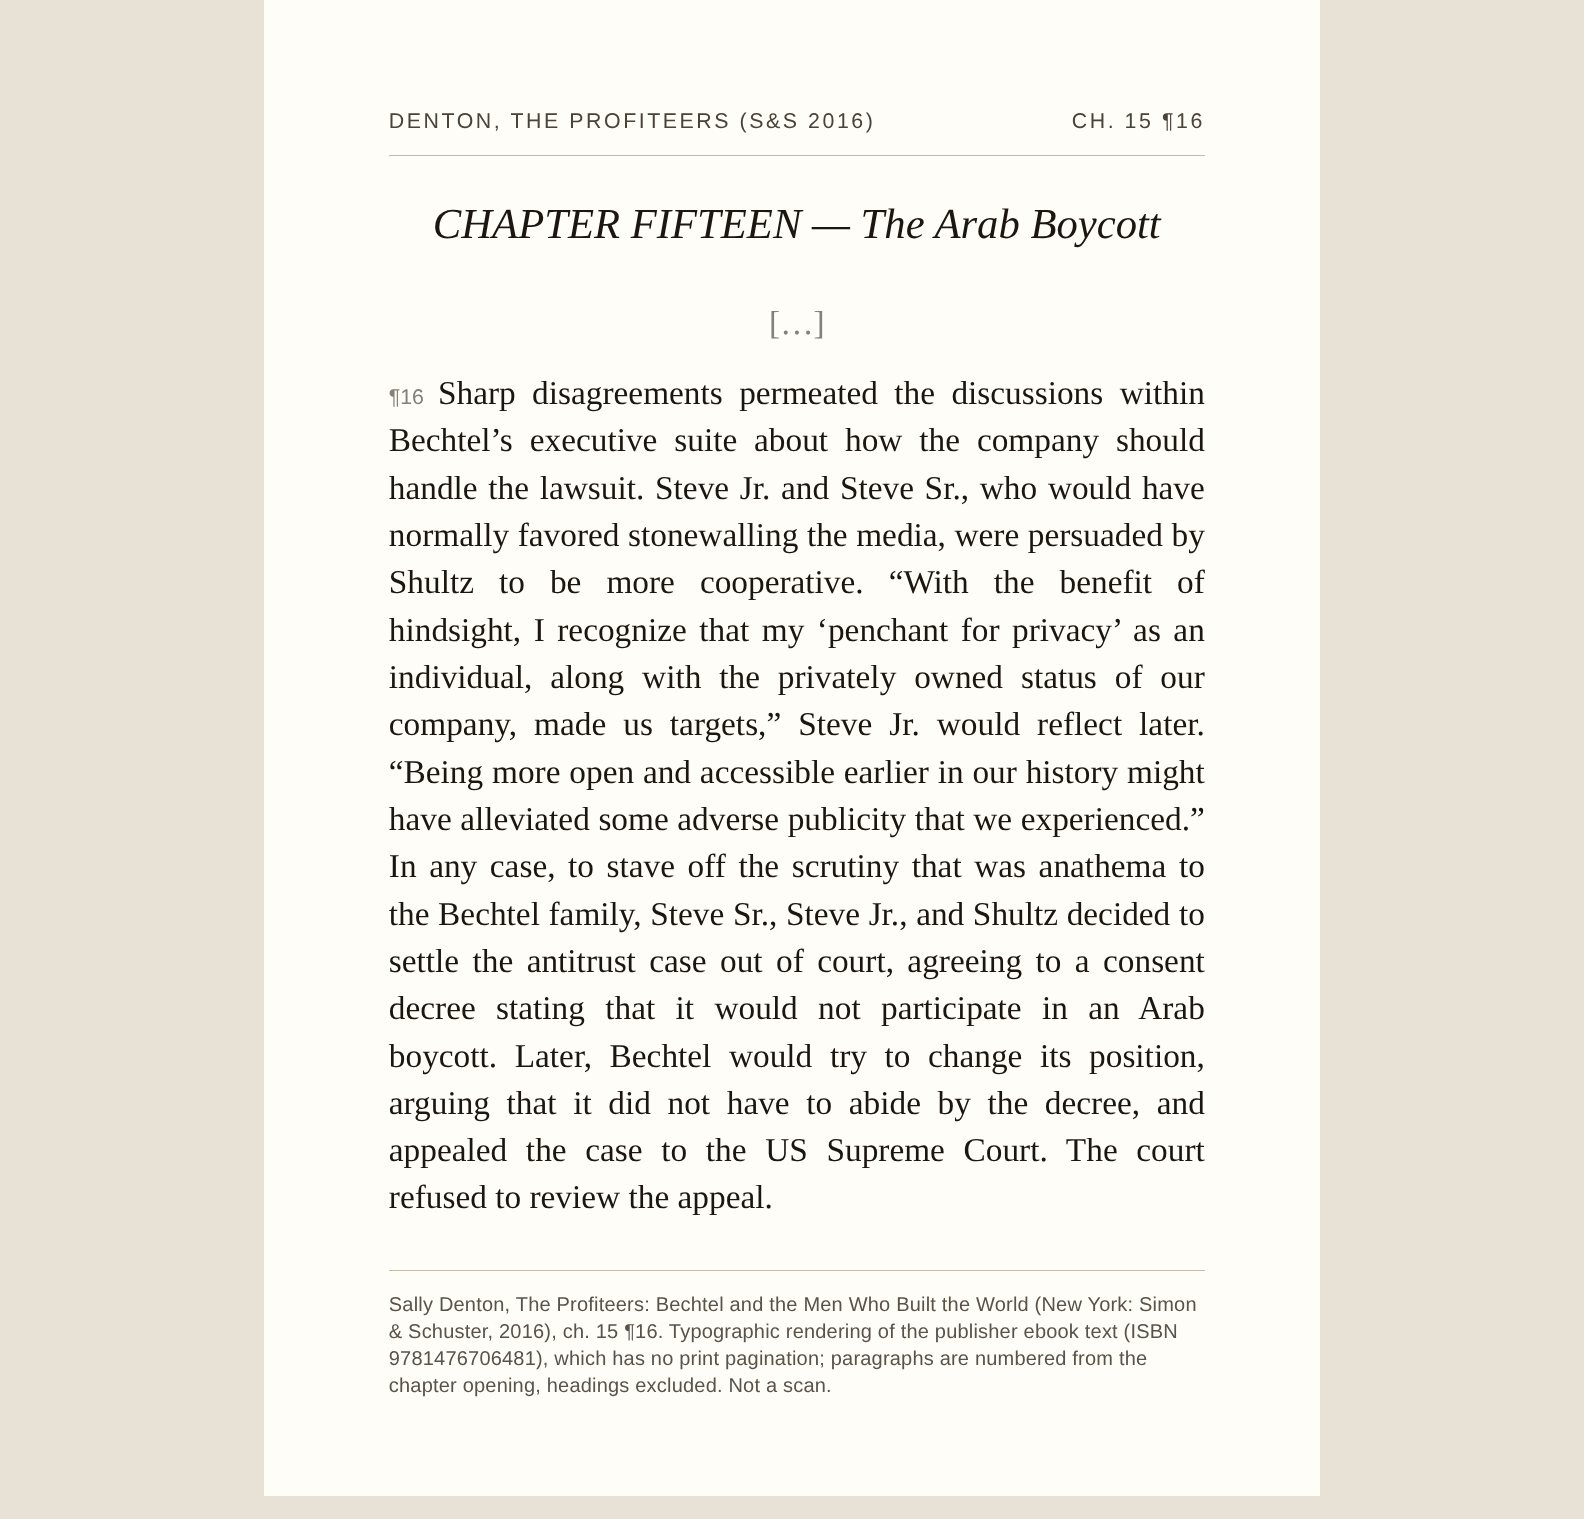 DENTON, THE PROFITEERS (S&S 2016)
CH. 15 ¶16
CHAPTER FIFTEEN — The Arab Boycott
[…]
¶16 Sharp disagreements permeated the discussions within
Bechtel’s executive suite about how the company should
handle the lawsuit. Steve Jr. and Steve Sr., who would have
normally favored stonewalling the media, were persuaded by
Shultz to be more cooperative. “With the benefit of
hindsight, I recognize that my ‘penchant for privacy’ as an
individual, along with the privately owned status of our
company, made us targets,” Steve Jr. would reflect later.
“Being more open and accessible earlier in our history might
have alleviated some adverse publicity that we experienced.”
In any case, to stave off the scrutiny that was anathema to
the Bechtel family, Steve Sr., Steve Jr., and Shultz decided to
settle the antitrust case out of court, agreeing to a consent
decree stating that it would not participate in an Arab
boycott. Later, Bechtel would try to change its position,
arguing that it did not have to abide by the decree, and
appealed the case to the US Supreme Court. The court
refused to review the appeal.
Sally Denton, The Profiteers: Bechtel and the Men Who Built the World (New York: Simon
& Schuster, 2016), ch. 15 ¶16. Typographic rendering of the publisher ebook text (ISBN
9781476706481), which has no print pagination; paragraphs are numbered from the
chapter opening, headings excluded. Not a scan.